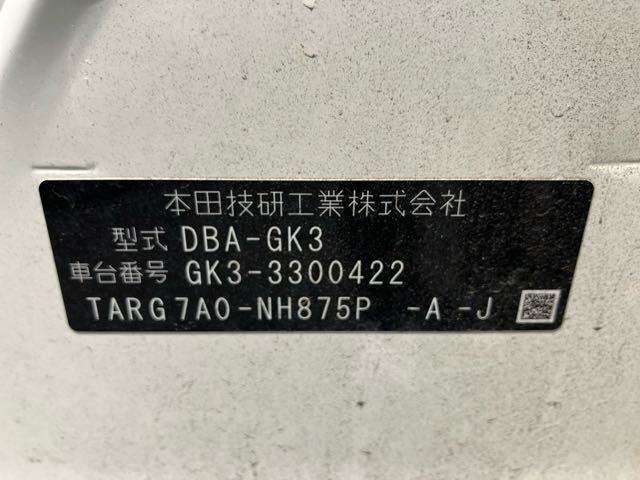 本田技研工業株式会社
型式 DBA-GK3
車台番号 GK3-3300422
TARG7A0-NH875P -A-J